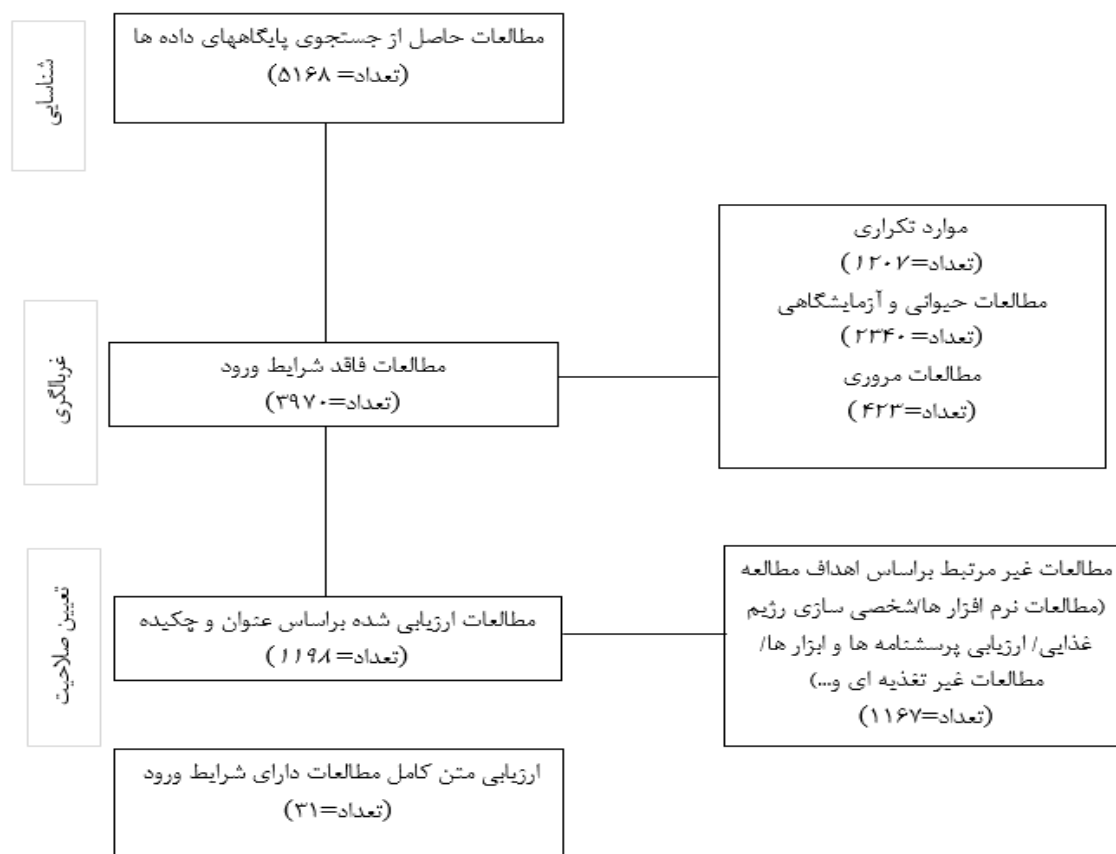 شناسایی
مطالعات حاصل از جستجوی پایگاههای داده ها
(تعداد= ۵۱۶۸)
موارد تکراری
(تعداد=۱۲۰۷)
مطالعات حیوانی و آزمایشگاهی
(تعداد=۲۳۴۰)
مطالعات مروری
(تعداد=۴۲۳)
غربالگری
مطالعات فاقد شرایط ورود
(تعداد=۳۹۷۰)
تعیین صلاحیت
مطالعات ارزیابی شده براساس عنوان و چکیده
(تعداد=۱۱۹۸)
مطالعات غیر مرتبط براساس اهداف مطالعه
(مطالعات نرم افزار ها/شخصی سازی رژیم
غذایی/ ارزیابی پرسشنامه ها و ابزار ها/
مطالعات غیر تغذیه ای و...)
(تعداد=۱۱۶۷)
ارزیابی متن کامل مطالعات دارای شرایط ورود
(تعداد=۳۱)